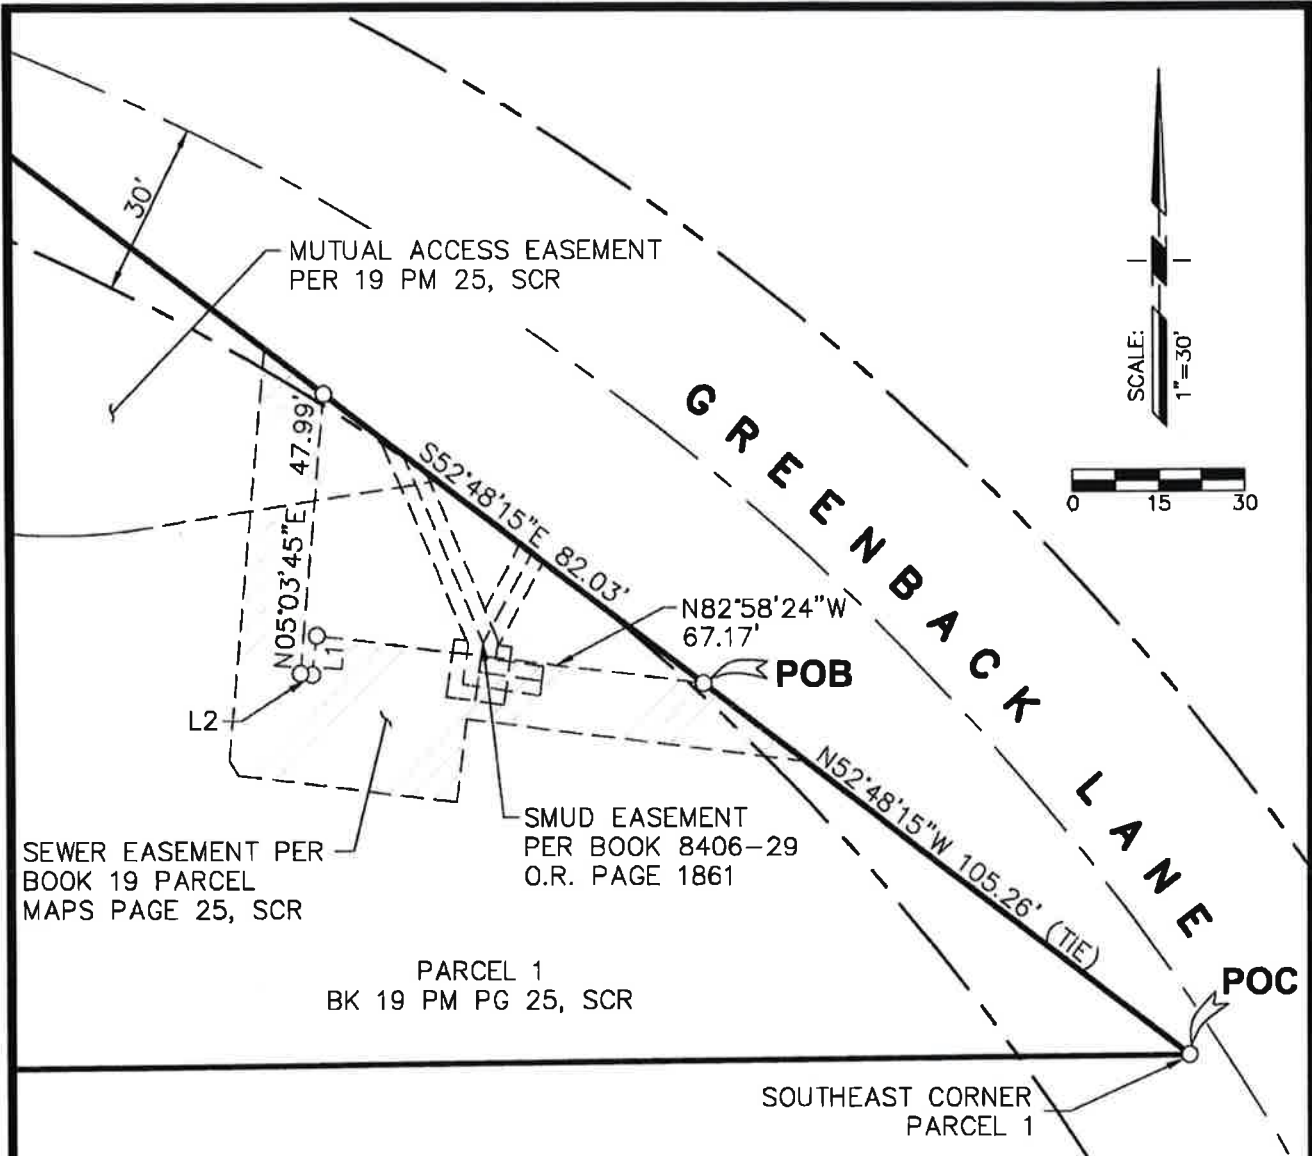 30'
MUTUAL ACCESS EASEMENT
PER 19 PM 25, SCR
SCALE:
1"=30'
0 15 30
GREENBACK LANE
N05°03'45"E 47.99'
S52°48'15"E 82.03'
N82°58'24"W
67.17'
POB
L1
L2
N52°48'15"W 105.26' (TIE)
SMUD EASEMENT
PER BOOK 8406-29
O.R. PAGE 1861
SEWER EASEMENT PER
BOOK 19 PARCEL
MAPS PAGE 25, SCR
PARCEL 1
BK 19 PM PG 25, SCR
POC
SOUTHEAST CORNER
PARCEL 1